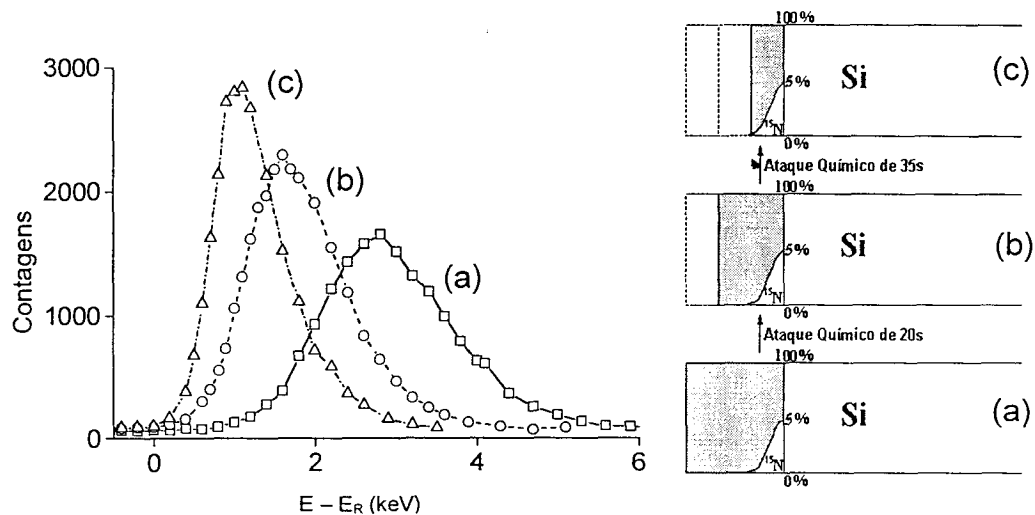 3000
2000
1000
0
Contagens
0
2
4
6
E – E_R (keV)
(c)
(b)
(a)
100%
Si
(c)
5%
15N
0%
Ataque Químico de 35s
100%
Si
(b)
5%
15N
0%
Ataque Químico de 20s
100%
Si
(a)
5%
15N
0%